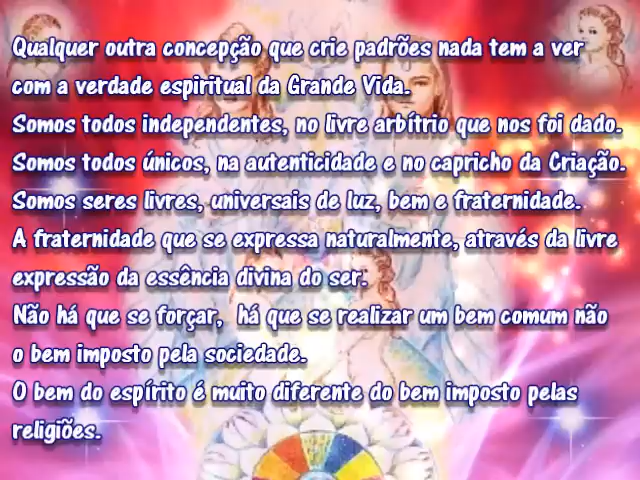 Qualquer outra concepção que crie padrões nada tem a ver
com a verdade espiritual da Grande Vida.
Somos todos independentes, no livre arbítrio que nos foi dado.
Somos todos únicos, na autenticidade e no capricho da Criação.
Somos seres livres, universais de luz, bem e fraternidade.
A fraternidade que se expressa naturalmente, através da livre
expressão da essência divina do ser.
Não há que se forçar, há que se realizar um bem comum não
o bem imposto pela sociedade.
O bem do espírito é muito diferente do bem imposto pelas
religiões.